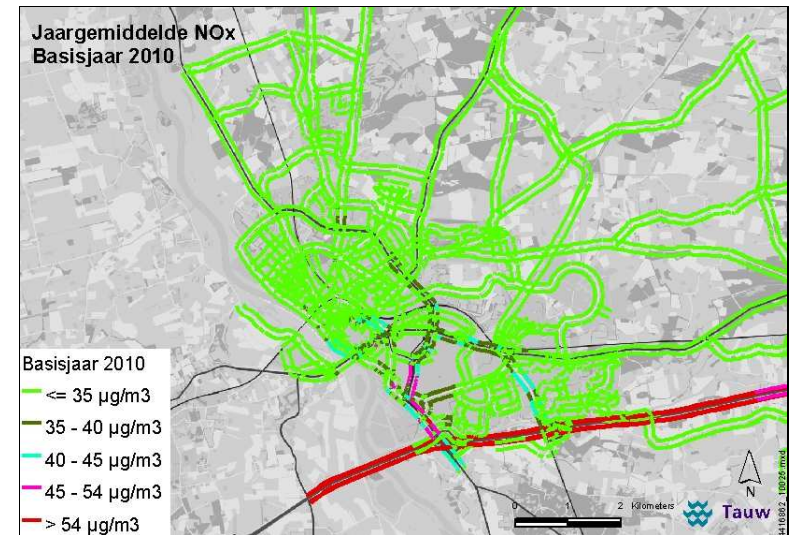 Jaargemiddelde NOx
Basisjaar 2010
Basisjaar 2010
<= 35 µg/m3
35 - 40 µg/m3
40 - 45 µg/m3
45 - 54 µg/m3
> 54 µg/m3
0 1 2 Kilometers
N
Tauw